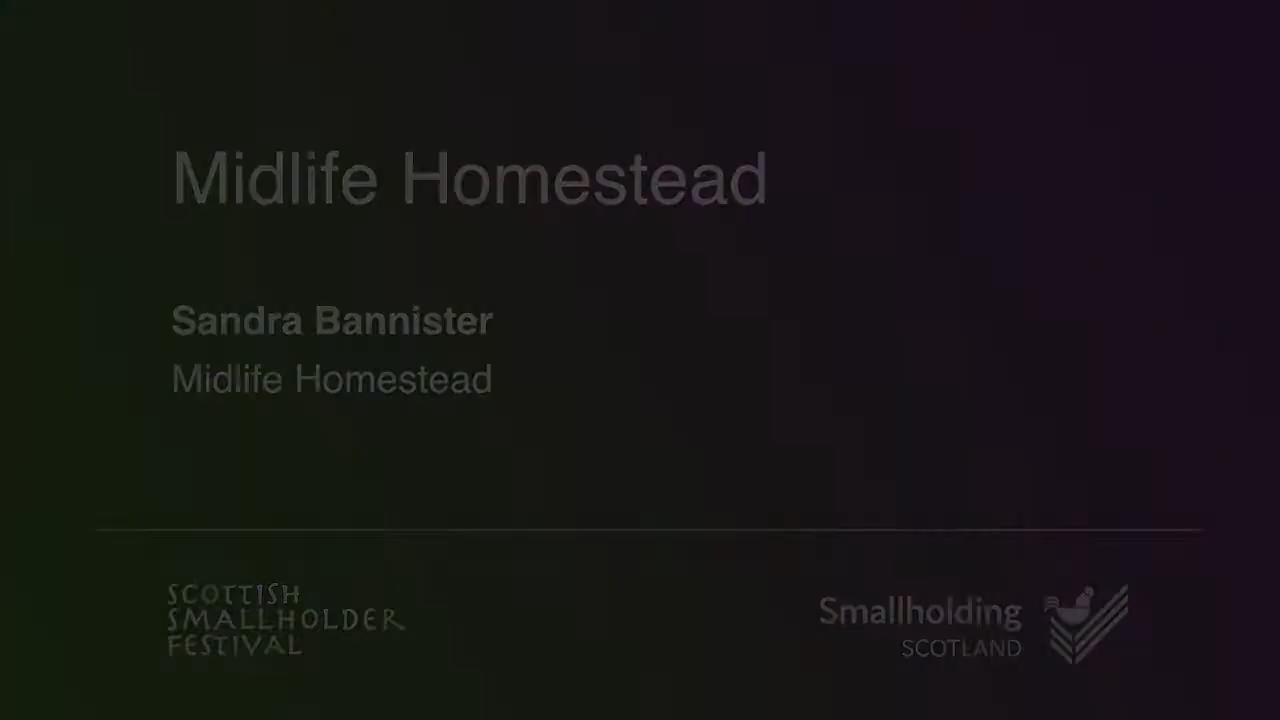 Midlife Homestead
Sandra Bannister
Midlife Homestead
SCOTTISH
SMALLHOLDER
FESTIVAL
Smallholding
SCOTLAND